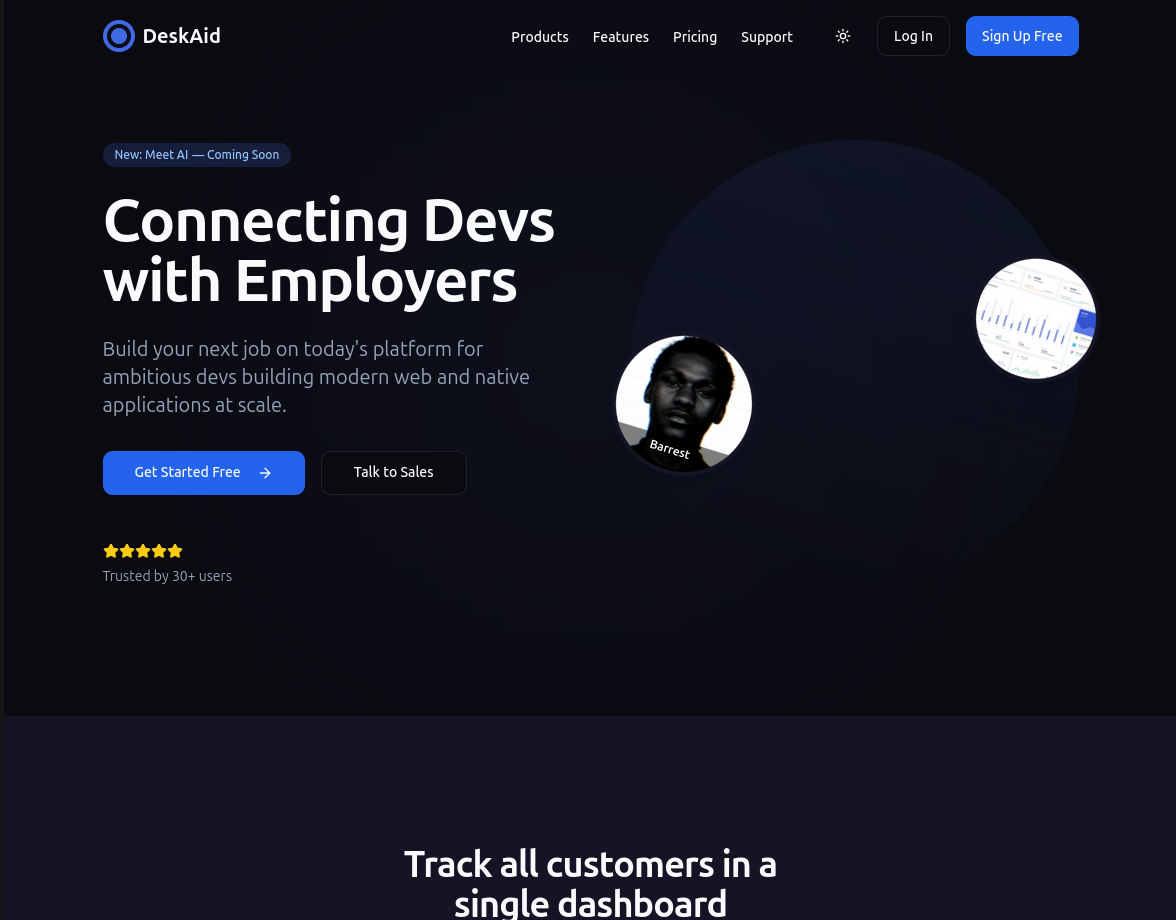 DeskAid
Products
Features
Pricing
Support
Log In
Sign Up Free
New: Meet AI — Coming Soon
Connecting Devs
with Employers
Build your next job on today's platform for
ambitious devs building modern web and native
applications at scale.
Barrest
Get Started Free
Talk to Sales
Trusted by 30+ users
Track all customers in a
single dashboard